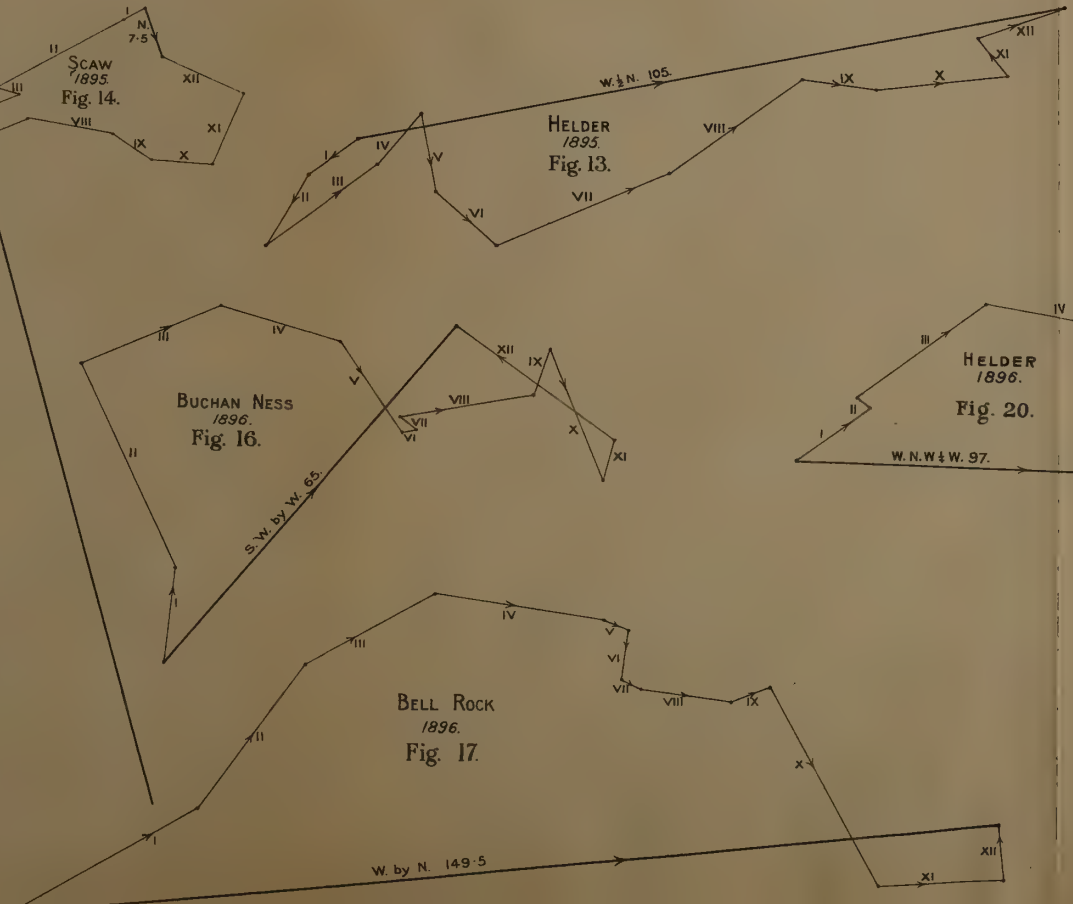 I
N.
7·5
II
SCAW
1895.
Fig. 14.
III
XII
VIII
XI
IX
X
W. ½ N. 105.
XII
XI
IX
X
HELDER
1895.
Fig. 13.
VIII
I
IV
V
II
III
VII
VI
III
IV
XII
IX
V
BUCHAN NESS
1896.
Fig. 16.
VIII
VII
VI
X
XI
II
S. W. by W. 65.
I
IV
III
HELDER
1896.
Fig. 20.
II
I
W. N. W ½ W. 97.
IV
III
V
VI
VII
VIII
IX
BELL ROCK
1896.
Fig. 17.
II
X
I
W. by N. 149·5
XII
XI